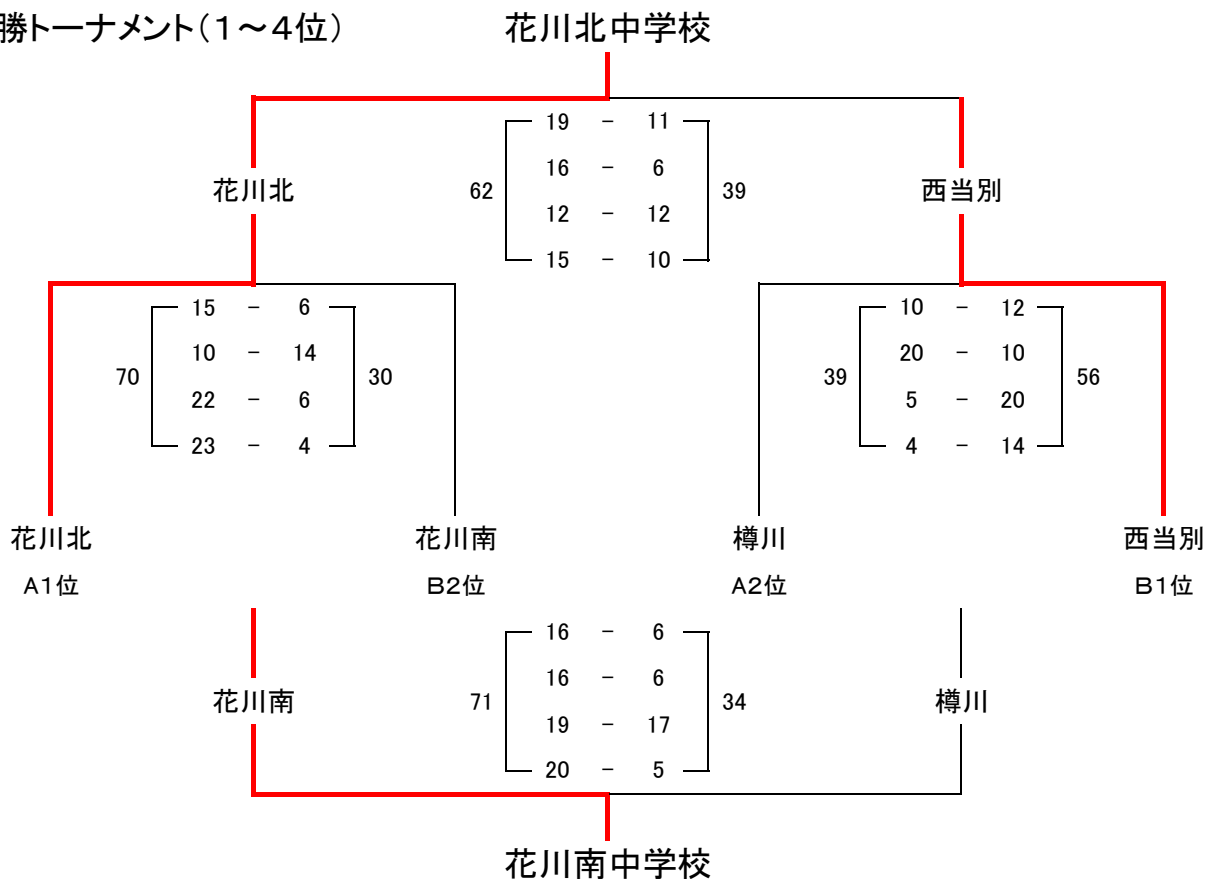 勝トーナメント（1～4位）
花川北中学校
19 － 11
16 － 6
花川北 62 39 西当別
12 － 12
15 － 10
15 － 6 10 － 12
10 － 14 20 － 10
70 30 39 56
22 － 6 5 － 20
23 － 4 4 － 14
花川北 花川南 樽川 西当別
A1位 B2位 A2位 B1位
16 － 6
16 － 6
花川南 71 34 樽川
19 － 17
20 － 5
花川南中学校